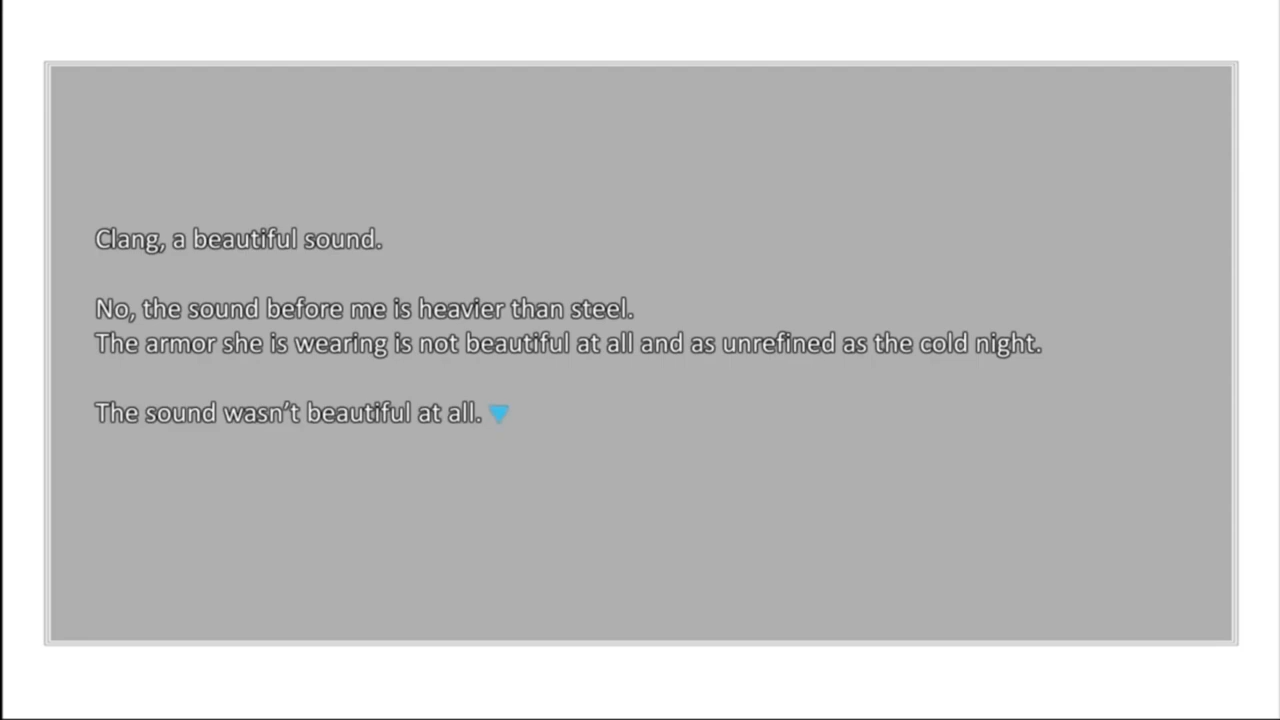 Clang, a beautiful sound.
No, the sound before me is heavier than steel.
The armor she is wearing is not beautiful at all and as unrefined as the cold night.
The sound wasn’t beautiful at all.